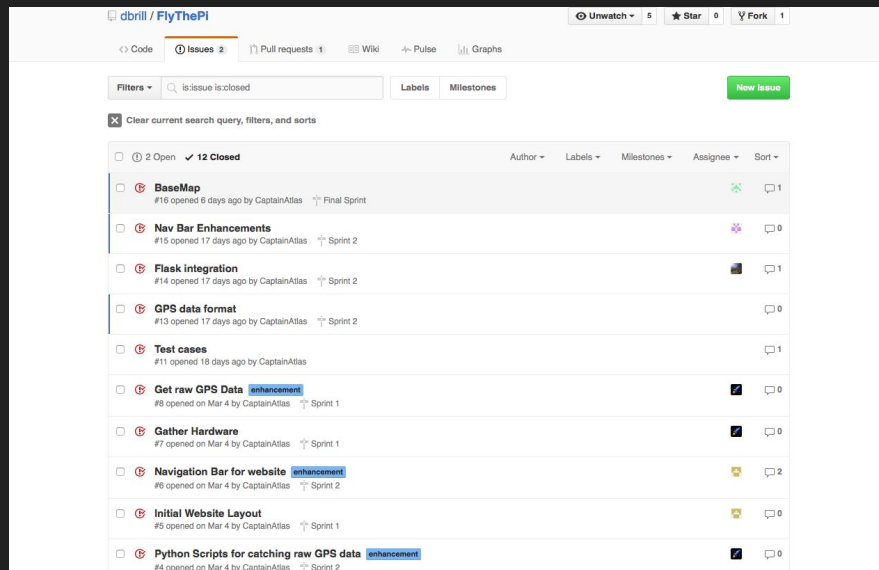 dbrill / FlyThePi
Unwatch 5 Star 0 Fork 1
Code Issues 2 Pull requests 1 Wiki Pulse Graphs
Filters is:issue is:closed Labels Milestones New issue
Clear current search query, filters, and sorts
2 Open 12 Closed Author Labels Milestones Assignee Sort
BaseMap 1
#16 opened 6 days ago by CaptainAtlas Final Sprint
Nav Bar Enhancements 0
#15 opened 17 days ago by CaptainAtlas Sprint 2
Flask integration 1
#14 opened 17 days ago by CaptainAtlas Sprint 2
GPS data format 0
#13 opened 17 days ago by CaptainAtlas Sprint 2
Test cases 1
#11 opened 18 days ago by CaptainAtlas
Get raw GPS Data enhancement 0
#8 opened on Mar 4 by CaptainAtlas Sprint 1
Gather Hardware 0
#7 opened on Mar 4 by CaptainAtlas Sprint 1
Navigation Bar for website enhancement 2
#6 opened on Mar 4 by CaptainAtlas Sprint 2
Initial Website Layout 0
#5 opened on Mar 4 by CaptainAtlas Sprint 1
Python Scripts for catching raw GPS data enhancement 0
#4 opened on Mar 4 by CaptainAtlas Sprint 2